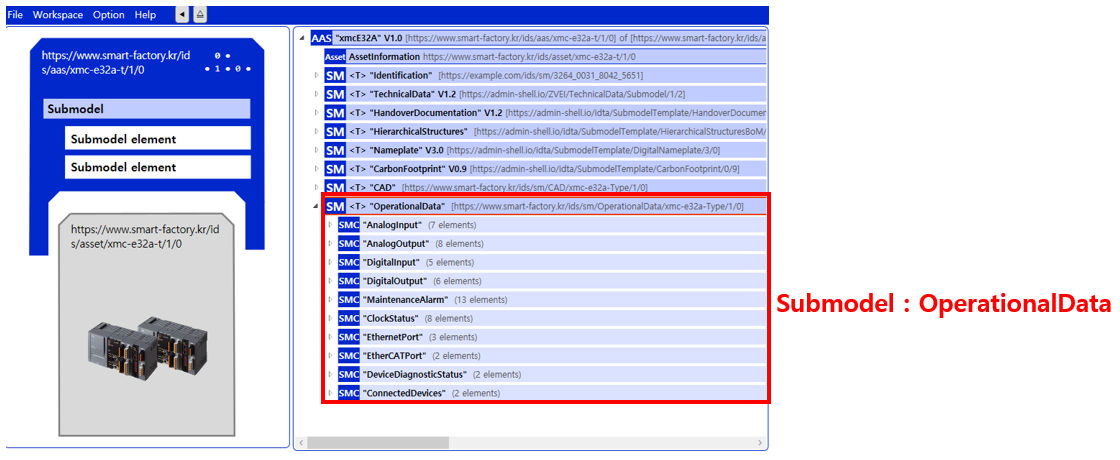 File Workspace Option Help
https://www.smart-factory.kr/id
s/aas/xmc-e32a-t/1/0
0
1 0
Submodel
Submodel element
Submodel element
https://www.smart-factory.kr/id
s/asset/xmc-e32a-t/1/0
AAS "xmcE32A" V1.0 [https://www.smart-factory.kr/ids/aas/xmc-e32a-t/1/0] of [https://www.smart-factory.kr/ids/a
Asset AssetInformation https://www.smart-factory.kr/ids/asset/xmc-e32a-t/1/0
SM <T> "Identification" [https://example.com/ids/sm/3264_0031_8042_5651]
SM <T> "TechnicalData" V1.2 [https://admin-shell.io/ZVEI/TechnicalData/Submodel/1/2]
SM <T> "HandoverDocumentation" V1.2 [https://admin-shell.io/idta/SubmodelTemplate/HandoverDocumen
SM <T> "HierarchicalStructures" [https://admin-shell.io/idta/SubmodelTemplate/HierarchicalStructuresBoM/
SM <T> "Nameplate" V3.0 [https://admin-shell.io/idta/SubmodelTemplate/DigitalNameplate/3/0]
SM <T> "CarbonFootprint" V0.9 [https://admin-shell.io/idta/SubmodelTemplate/CarbonFootprint/0/9]
SM <T> "CAD" [https://www.smart-factory.kr/ids/sm/CAD/xmc-e32a-Type/1/0]
SM <T> "OperationalData" [https://www.smart-factory.kr/ids/sm/OperationalData/xmc-e32a-Type/1/0]
SMC "AnalogInput" (7 elements)
SMC "AnalogOutput" (8 elements)
SMC "DigitalInput" (5 elements)
SMC "DigitalOutput" (6 elements)
SMC "MaintenanceAlarm" (13 elements)
SMC "ClockStatus" (8 elements)
SMC "EthernetPort" (3 elements)
SMC "EtherCATPort" (2 elements)
SMC "DeviceDiagnosticStatus" (2 elements)
SMC "ConnectedDevices" (2 elements)
Submodel : OperationalData